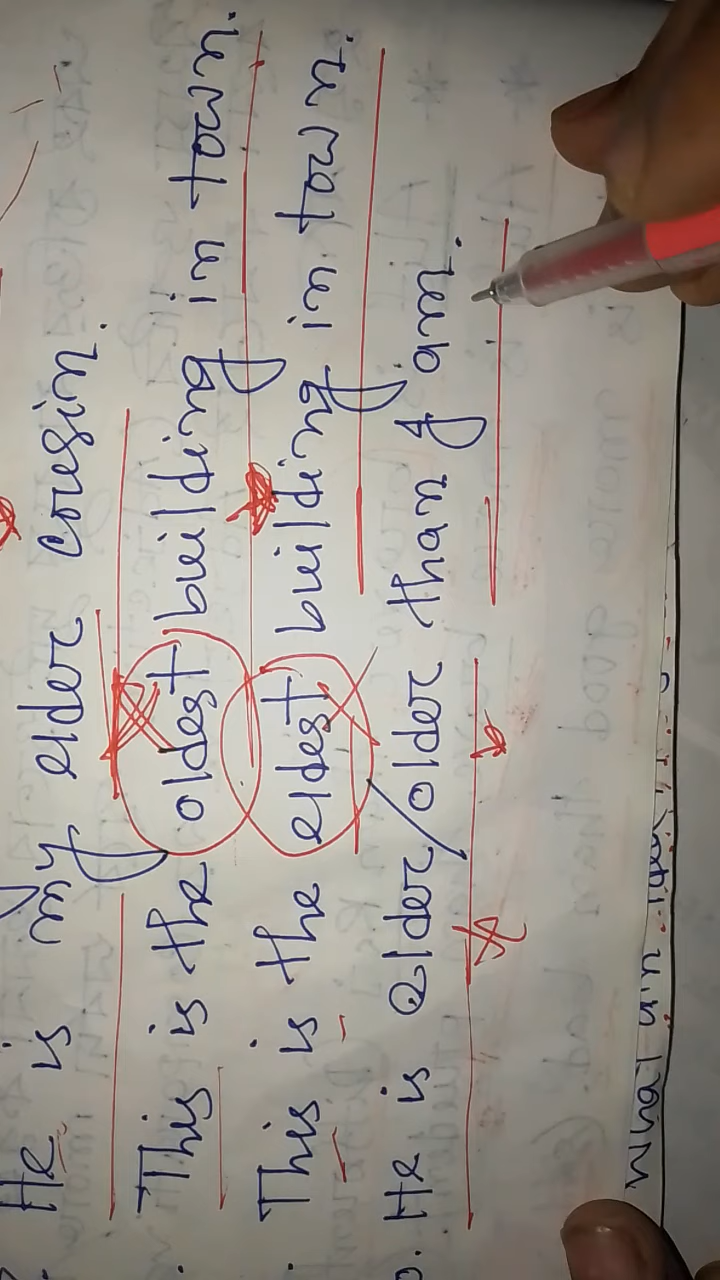 He is my elder cousin.
This is the oldest building in town.
This is the eldest building in town.
He is elder/older than I am.